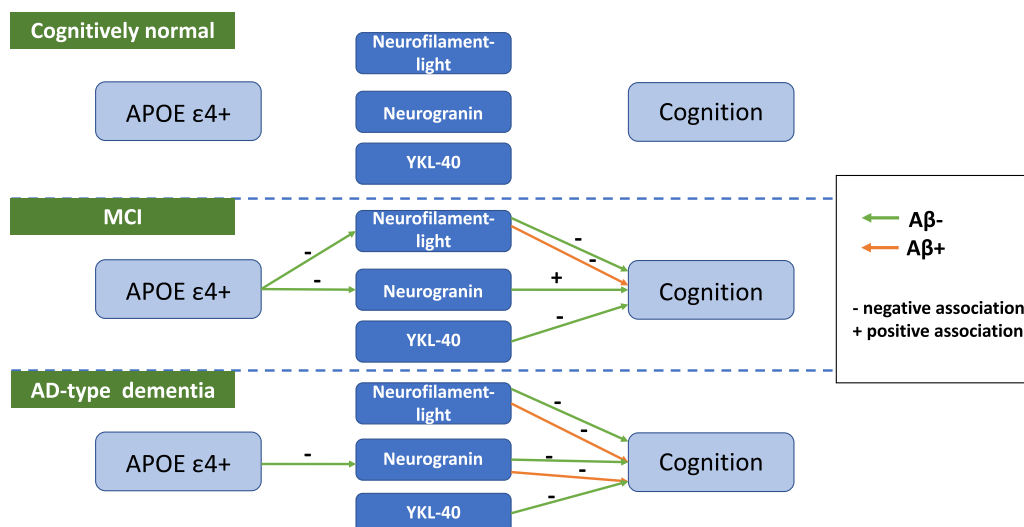 Cognitively normal
Neurofilament-
light
APOE ε4+
Neurogranin
Cognition
YKL-40
MCI
Neurofilament-
light
-
-
-
-
+
-
APOE ε4+
Neurogranin
Cognition
YKL-40
Aβ-
Aβ+
- negative association
+ positive association
AD-type dementia
Neurofilament-
light
-
-
-
-
-
-
APOE ε4+
Neurogranin
Cognition
YKL-40